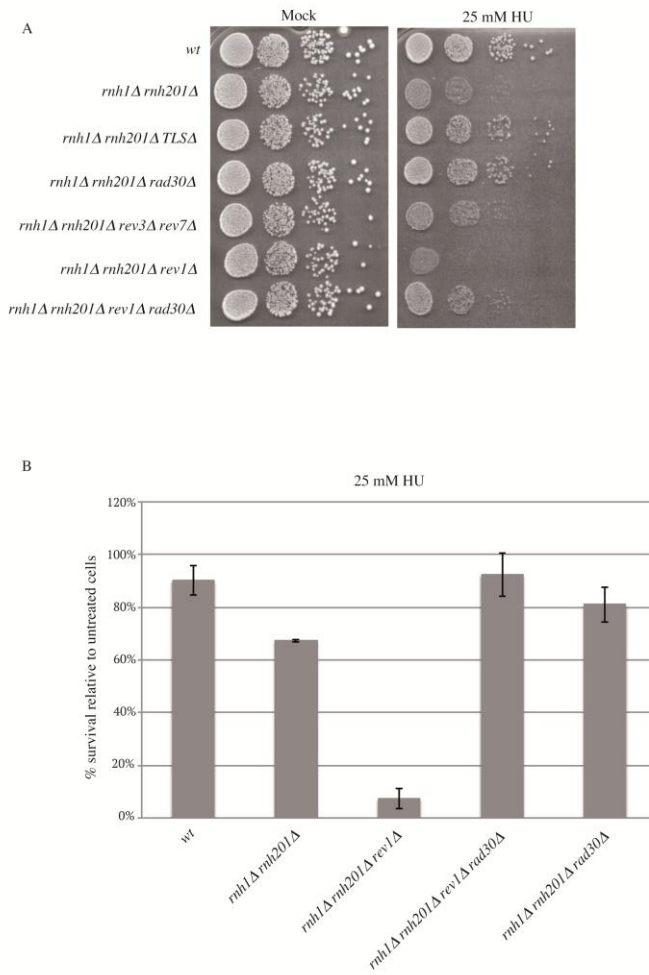 A
Mock
25 mM HU
wt
rnh1Δ rnh201Δ
rnh1Δ rnh201Δ TLSΔ
rnh1Δ rnh201Δ rad30Δ
rnh1Δ rnh201Δ rev3Δ rev7Δ
rnh1Δ rnh201Δ rev1Δ
rnh1Δ rnh201Δ rev1Δ rad30Δ
B
25 mM HU
% survival relative to untreated cells
120%
100%
80%
60%
40%
20%
0%
wt
rnh1Δ rnh201Δ
rnh1Δ rnh201Δ rev1Δ
rnh1Δ rnh201Δ rev1Δ rad30Δ
rnh1Δ rnh201Δ rad30Δ